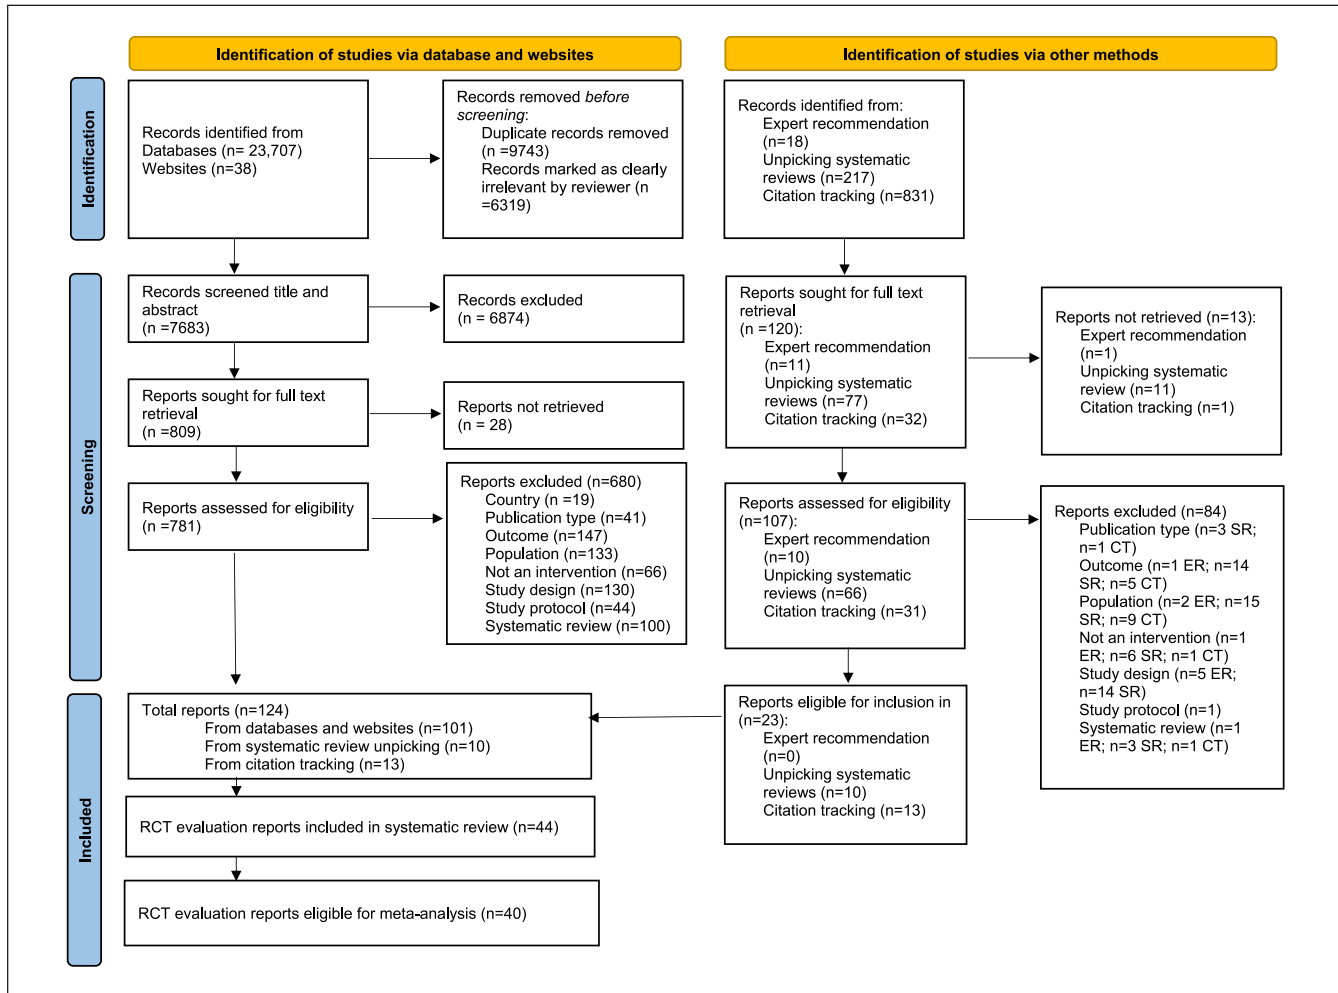 Identification of studies via database and websites
Identification of studies via other methods
Identification
Records identified from
Databases (n= 23,707)
Websites (n=38)
Records removed before
screening:
Duplicate records removed
(n =9743)
Records marked as clearly
irrelevant by reviewer (n
=6319)
Records identified from:
Expert recommendation
(n=18)
Unpicking systematic
reviews (n=217)
Citation tracking (n=831)
Screening
Records screened title and
abstract
(n =7683)
Records excluded
(n = 6874)
Reports sought for full text
retrieval
(n =809)
Reports not retrieved
(n = 28)
Reports assessed for eligibility
(n =781)
Reports excluded (n=680)
Country (n =19)
Publication type (n=41)
Outcome (n=147)
Population (n=133)
Not an intervention (n=66)
Study design (n=130)
Study protocol (n=44)
Systematic review (n=100)
Reports sought for full text
retrieval
(n =120):
Expert recommendation
(n=11)
Unpicking systematic
reviews (n=77)
Citation tracking (n=32)
Reports not retrieved (n=13):
Expert recommendation
(n=1)
Unpicking systematic
review (n=11)
Citation tracking (n=1)
Reports assessed for eligibility
(n=107):
Expert recommendation
(n=10)
Unpicking systematic
reviews (n=66)
Citation tracking (n=31)
Reports excluded (n=84)
Publication type (n=3 SR;
n=1 CT)
Outcome (n=1 ER; n=14
SR; n=5 CT)
Population (n=2 ER; n=15
SR; n=9 CT)
Not an intervention (n=1
ER; n=6 SR; n=1 CT)
Study design (n=5 ER;
n=14 SR)
Study protocol (n=1)
Systematic review (n=1
ER; n=3 SR; n=1 CT)
Included
Total reports (n=124)
From databases and websites (n=101)
From systematic review unpicking (n=10)
From citation tracking (n=13)
Reports eligible for inclusion in
(n=23):
Expert recommendation
(n=0)
Unpicking systematic
reviews (n=10)
Citation tracking (n=13)
RCT evaluation reports included in systematic review (n=44)
RCT evaluation reports eligible for meta-analysis (n=40)